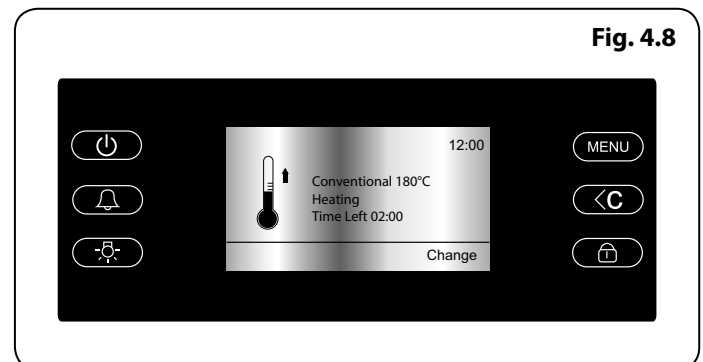 Fig. 4.8
12:00
MENU
Conventional 180°C
Heating
Time Left 02:00
<C
Change